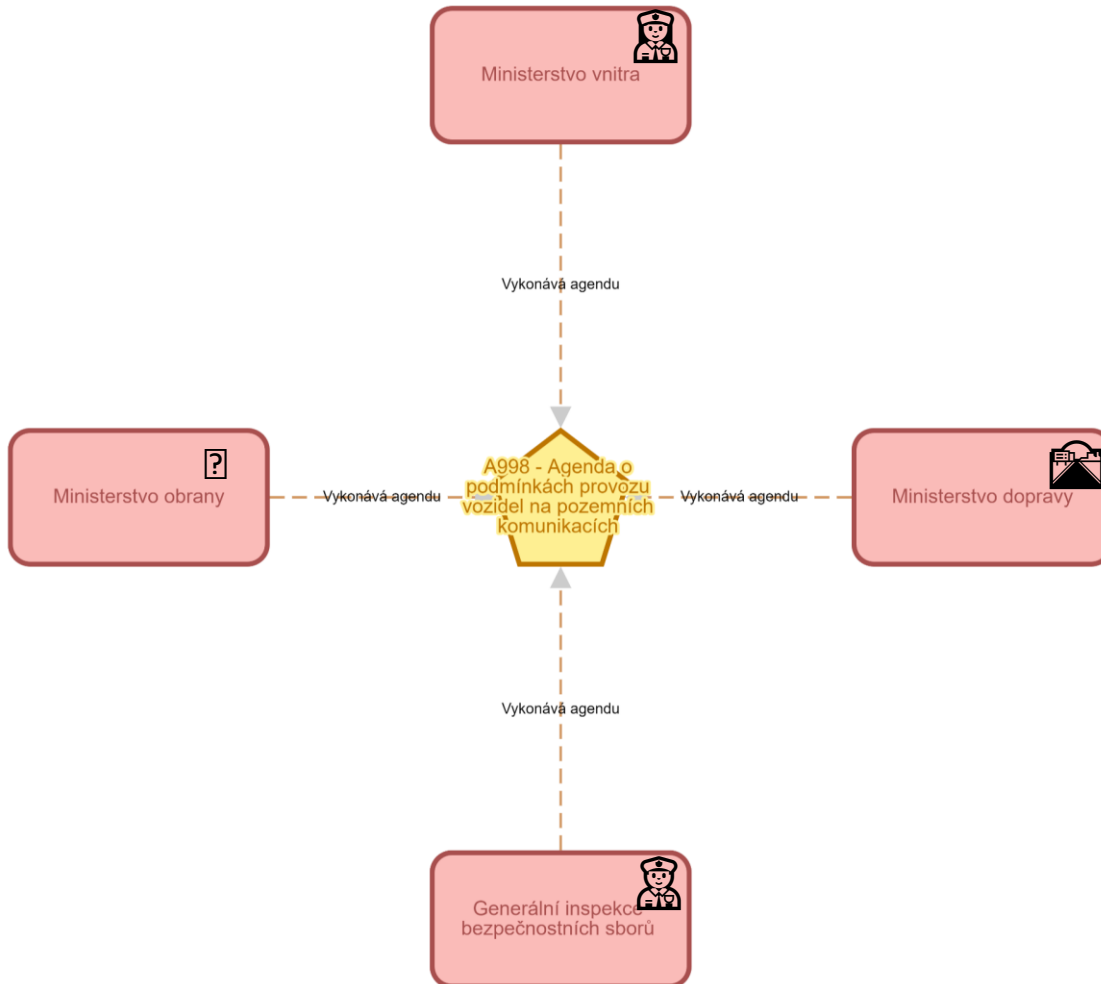 Ministerstvo vnitra
Vykonává agendu
Ministerstvo obrany
Vykonává agendu
A998 - Agenda o
podmínkách provozu
vozidel na pozemních
komunikacích
Vykonává agendu
Ministerstvo dopravy
Vykonává agendu
Generální inspekce
bezpečnostních sborů